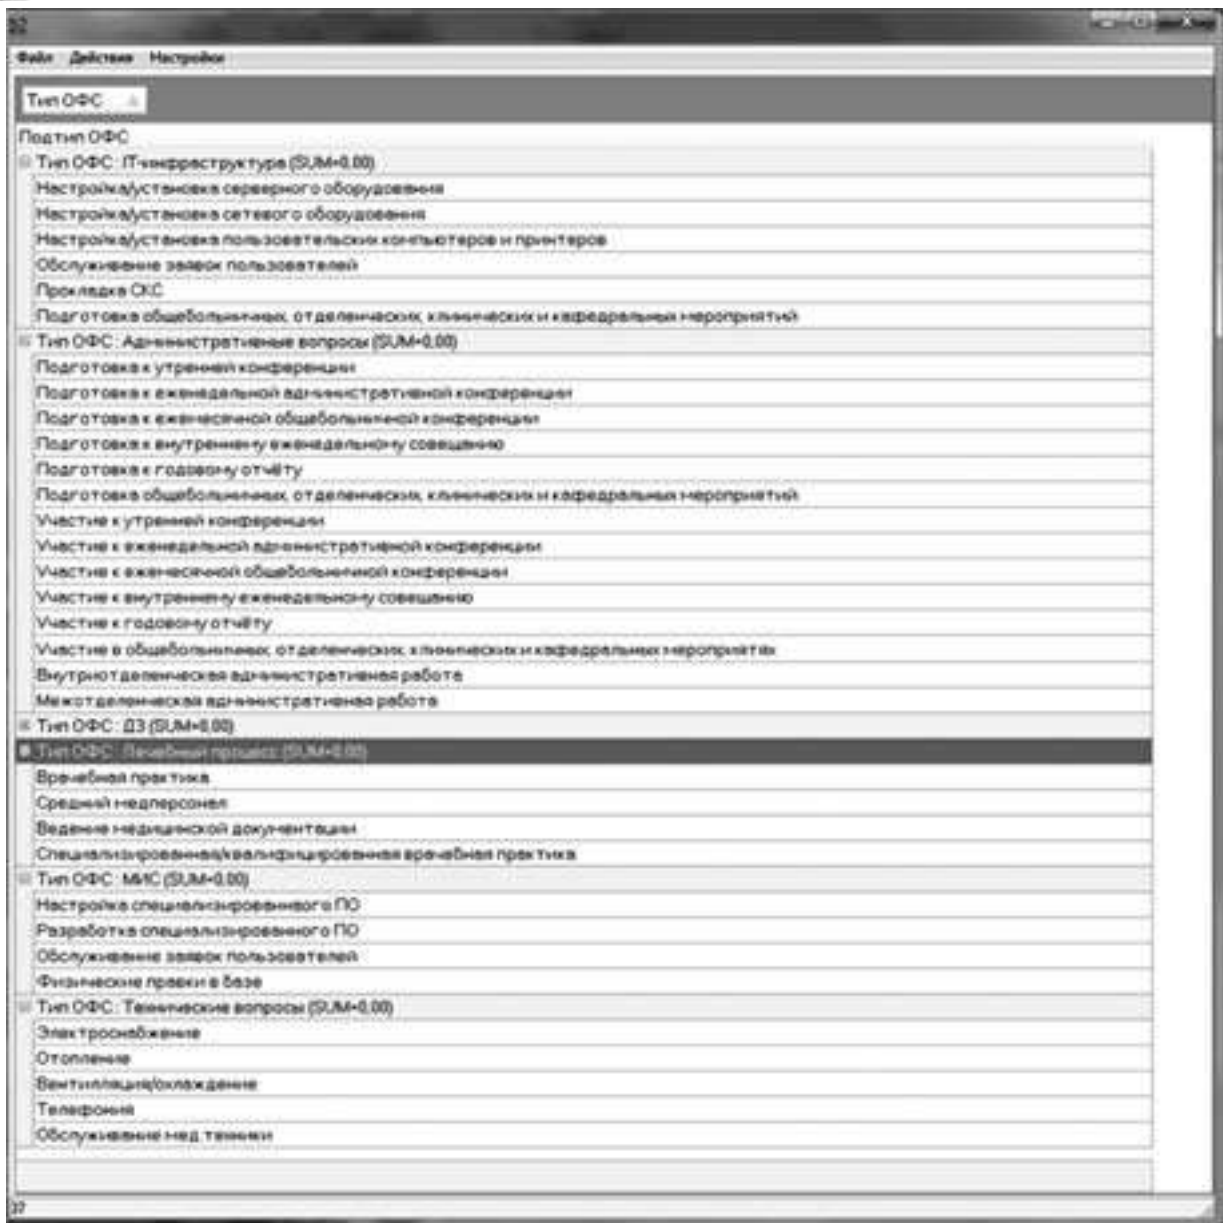 Файл Действия Настройки
Тип ОФС
Подтип ОФС
Тип ОФС: IT-инфраструктура (SUM=0,00)
Настройка/установка серверного оборудования
Настройка/установка сетевого оборудования
Настройка/установка пользовательских компьютеров и принтеров
Обслуживание заявок пользователей
Прокладка СКС
Подготовка общебольничных, отделенческих, клинических и кафедральных мероприятий
Тип ОФС: Административные вопросы (SUM=0,00)
Подготовка к утренней конференции
Подготовка к еженедельной административной конференции
Подготовка к ежемесячной общебольничной конференции
Подготовка к внутреннему еженедельному совещанию
Подготовка к годовому отчёту
Подготовка общебольничных, отделенческих, клинических и кафедральных мероприятий
Участие к утренней конференции
Участие к еженедельной административной конференции
Участие к ежемесячной общебольничной конференции
Участие к внутреннему еженедельному совещанию
Участие к годовому отчёту
Участие в общебольничных, отделенческих, клинических и кафедральных мероприятях
Внутриотделенческая административная работа
Межотделенческая административная работа
Тип ОФС: ДЗ (SUM=0,00)
Тип ОФС: Лечебный процесс (SUM=0,00)
Врачебная практика
Средний медперсонал
Ведение медицинской документации
Специализированная/квалифицированная врачебная практика
Тип ОФС: МИС (SUM=0,00)
Настройка специализированного ПО
Разработка специализированного ПО
Обслуживание заявок пользователей
Физические правки в базе
Тип ОФС: Технические вопросы (SUM=0,00)
Электроснабжение
Отопление
Вентилляция/охлаждение
Телефония
Обслуживание мед техники